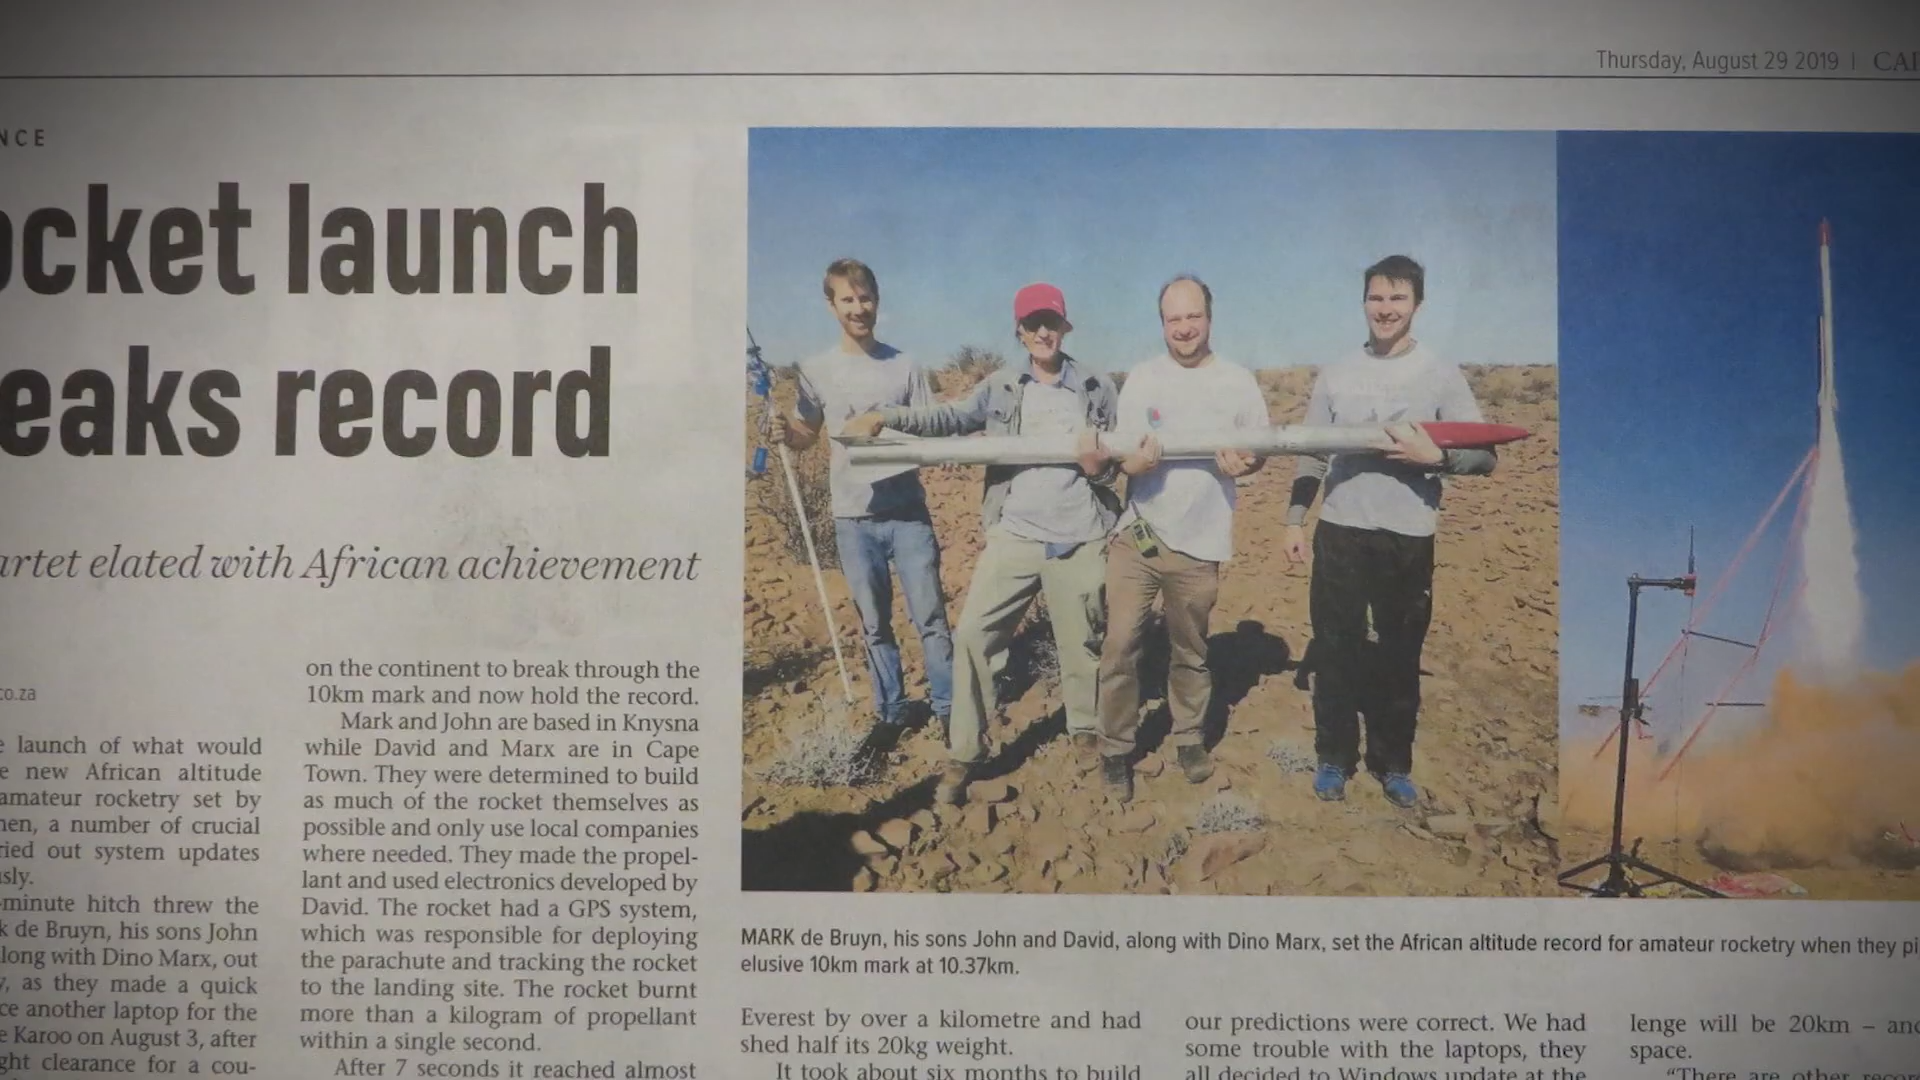 Thursday, August 29 2019 |
NCE
ocket launch
eaks record
artet elated with African achievement
co.za
e launch of what would
e new African altitude
amateur rocketry set by
men, a number of crucial
ried out system updates
usly.
-minute hitch threw the
k de Bruyn, his sons John
along with Dino Marx, out
y, as they made a quick
ce another laptop for the
e Karoo on August 3, after
ght clearance for a cou-
on the continent to break through the
10km mark and now hold the record.
Mark and John are based in Knysna
while David and Marx are in Cape
Town. They were determined to build
as much of the rocket themselves as
possible and only use local companies
where needed. They made the propel-
lant and used electronics developed by
David. The rocket had a GPS system,
which was responsible for deploying
the parachute and tracking the rocket
to the landing site. The rocket burnt
more than a kilogram of propellant
within a single second.
After 7 seconds it reached almost
MARK de Bruyn, his sons John and David, along with Dino Marx, set the African altitude record for amateur rocketry when they pi
elusive 10km mark at 10.37km.
Everest by over a kilometre and had
shed half its 20kg weight.
It took about six months to build
our predictions were correct. We had
some trouble with the laptops, they
all decided to Windows update at the
lenge will be 20km – and
space.
"There are other recor